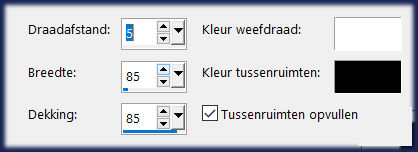 Draadafstand: 5 Kleur weefdraad:
Breedte: 85 Kleur tussenruimten:
Dekking: 85 Tussenruimten opvullen